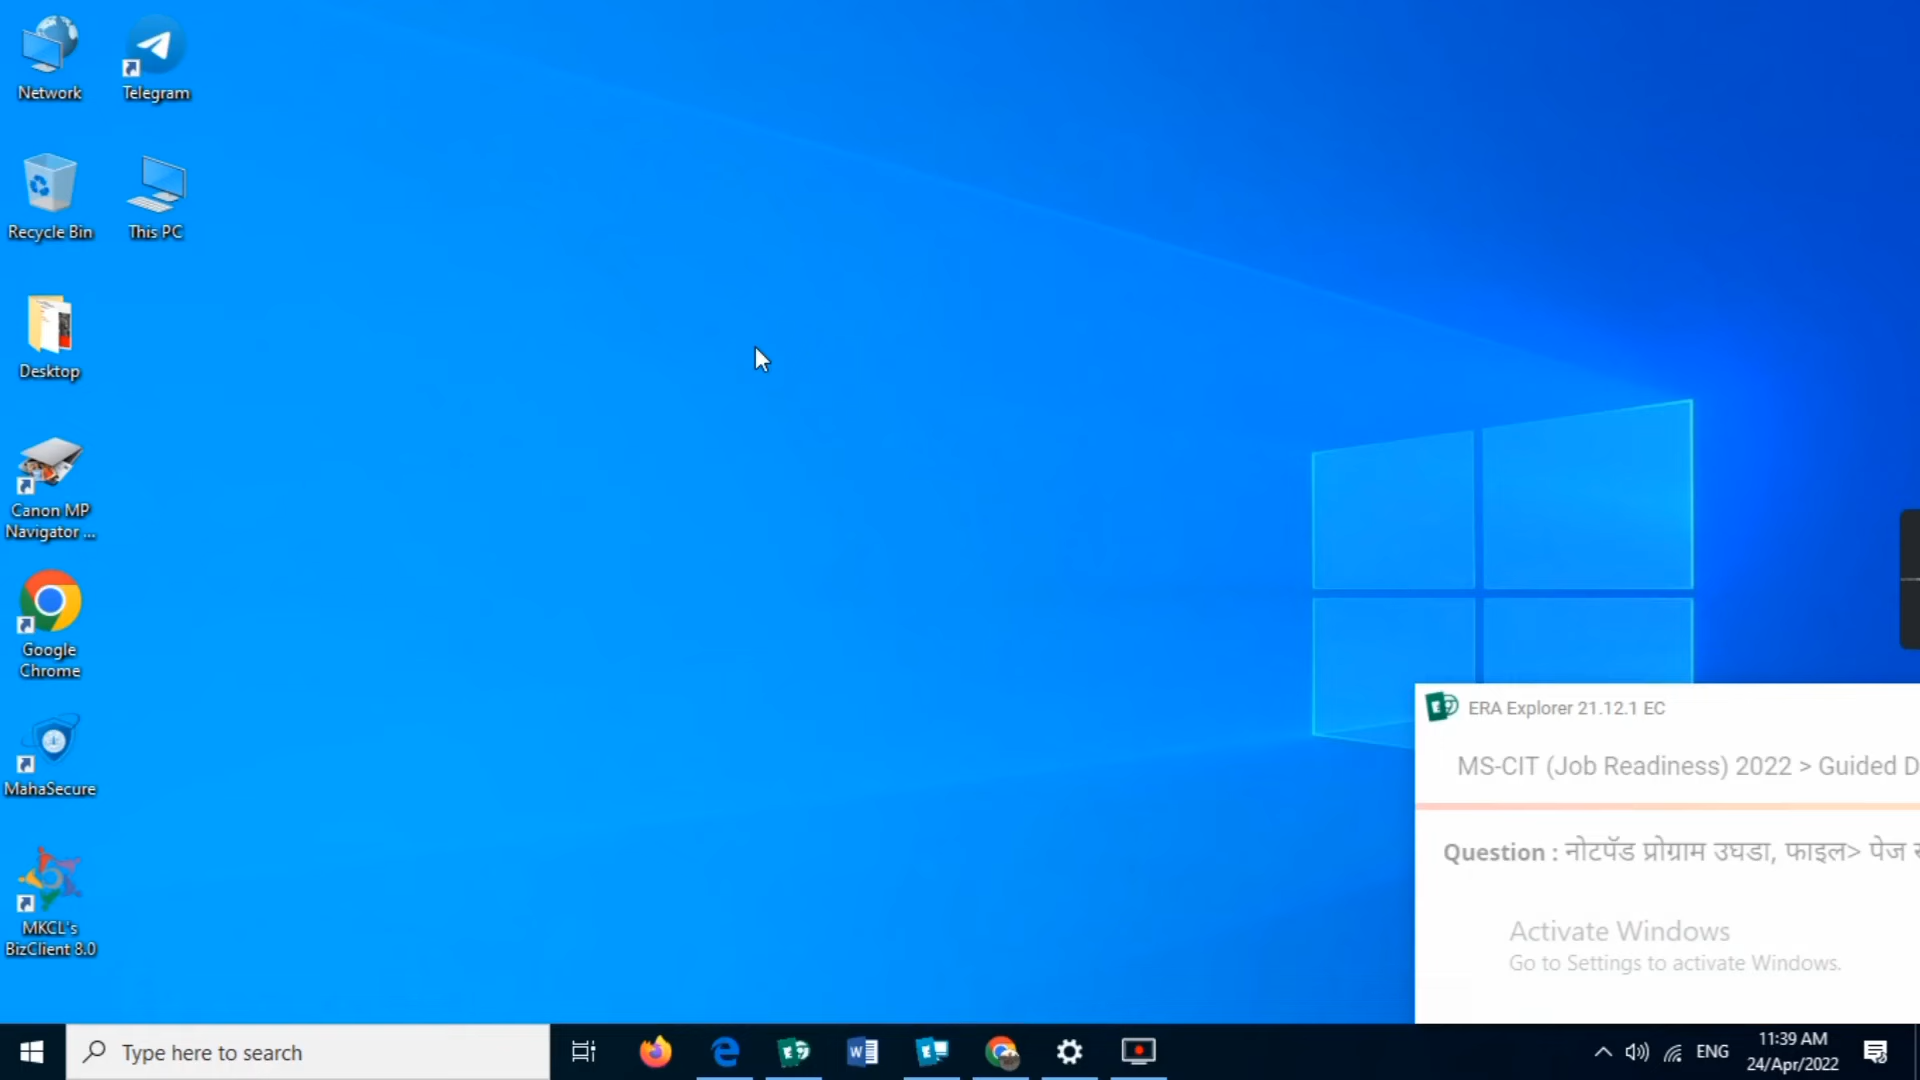 Network
Telegram
Recycle Bin
This PC
Desktop
Canon MP
Navigator ...
Google
Chrome
MahaSecure
MKCL's
BizClient 8.0
ERA Explorer 21.12.1 EC
MS-CIT (Job Readiness) 2022 > Guided D
Question : नोटपॅड प्रोग्राम उघडा, फाइल> पेज
Activate Windows
Go to Settings to activate Windows.
Type here to search
ENG
11:39 AM
24/Apr/2022